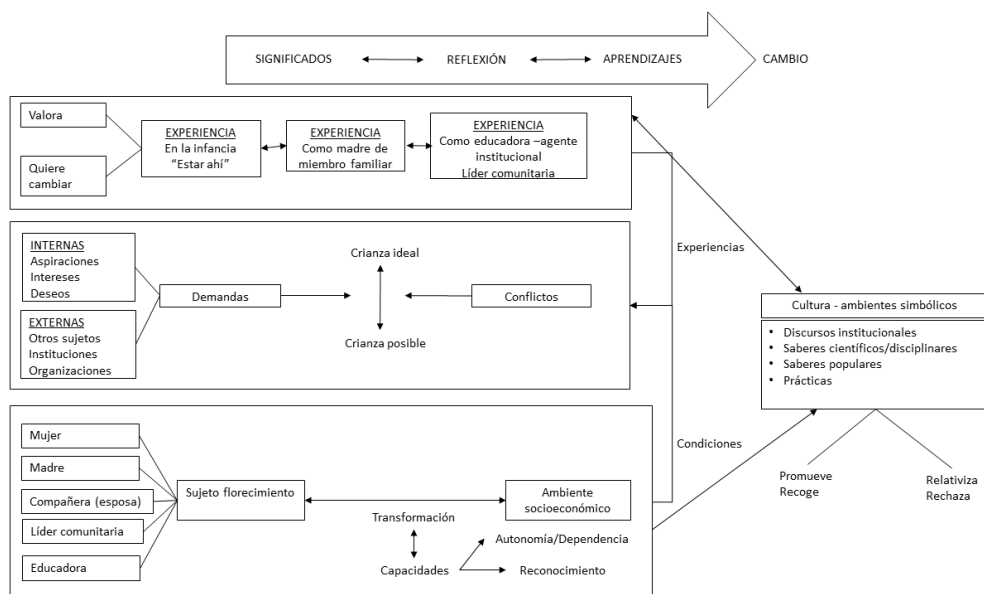 SIGNIFICADOS
REFLEXIÓN
APRENDIZAJES
CAMBIO
Valora
Quiere
cambiar
EXPERIENCIA
En la infancia
“Estar ahí”
EXPERIENCIA
Como madre de
miembro familiar
EXPERIENCIA
Como educadora –agente
institucional
Líder comunitaria
Experiencias
INTERNAS
Aspiraciones
Intereses
Deseos
EXTERNAS
Otros sujetos
Instituciones
Organizaciones
Demandas
Crianza ideal
Crianza posible
Conflictos
Cultura - ambientes simbólicos
• Discursos institucionales
• Saberes científicos/disciplinares
• Saberes populares
• Prácticas
Promueve
Recoge
Relativiza
Rechaza
Condiciones
Mujer
Madre
Compañera (esposa)
Líder comunitaria
Educadora
Sujeto florecimiento
Ambiente
socioeconómico
Transformación
Capacidades
Autonomía/Dependencia
Reconocimiento